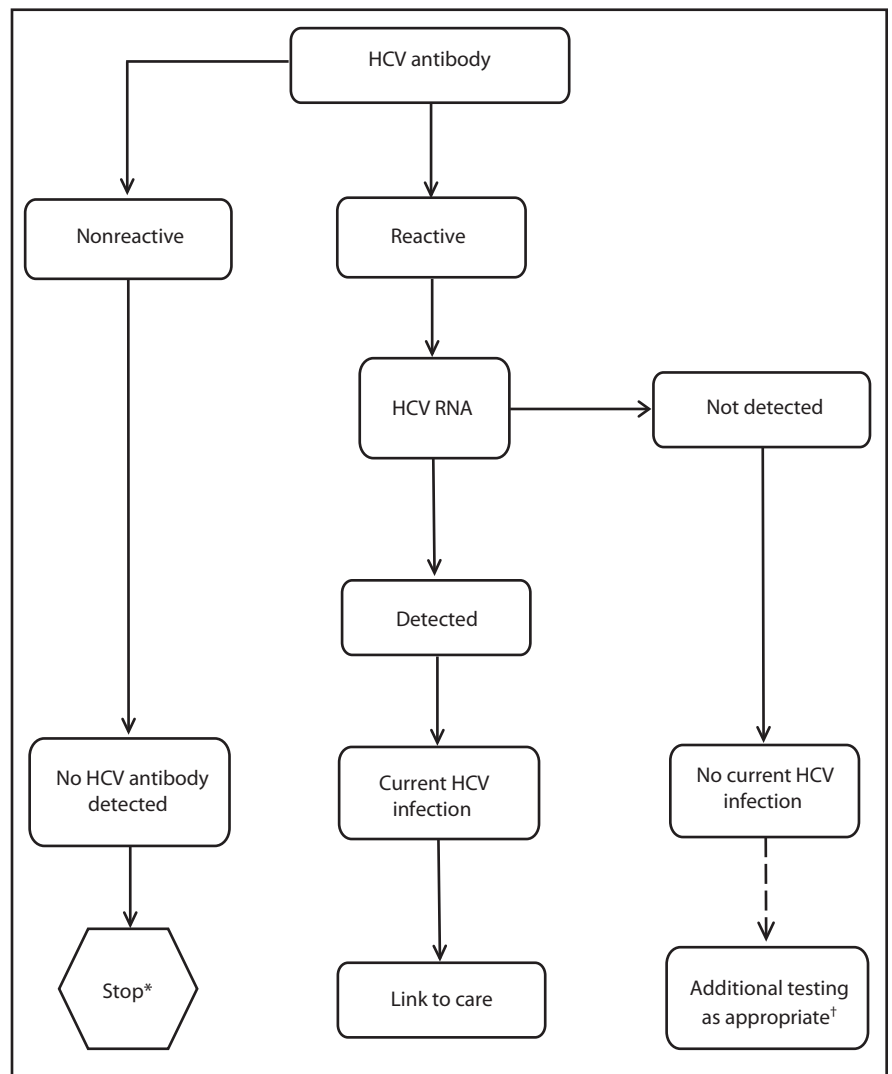 HCV antibody
Nonreactive
Reactive
HCV RNA
Not detected
Detected
No HCV antibody
detected
Current HCV
infection
No current HCV
infection
Stop*
Link to care
Additional testing
as appropriate†